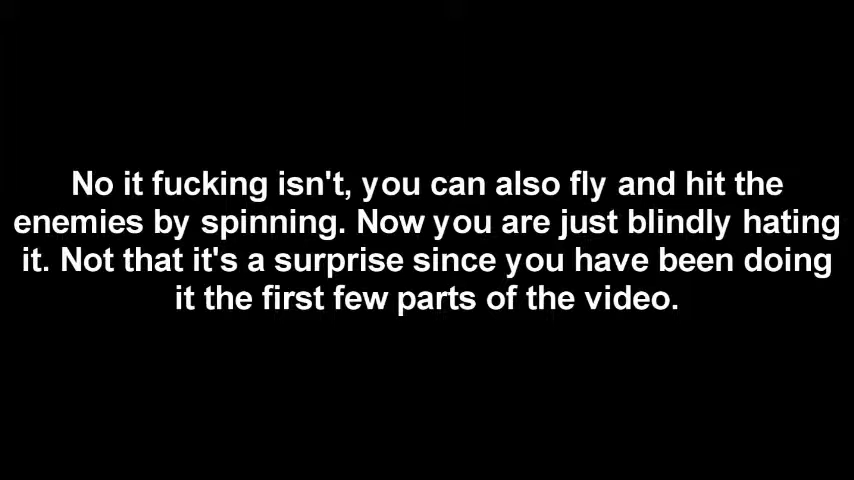 No it fucking isn't, you can also fly and hit the
enemies by spinning. Now you are just blindly hating
it. Not that it's a surprise since you have been doing
it the first few parts of the video.